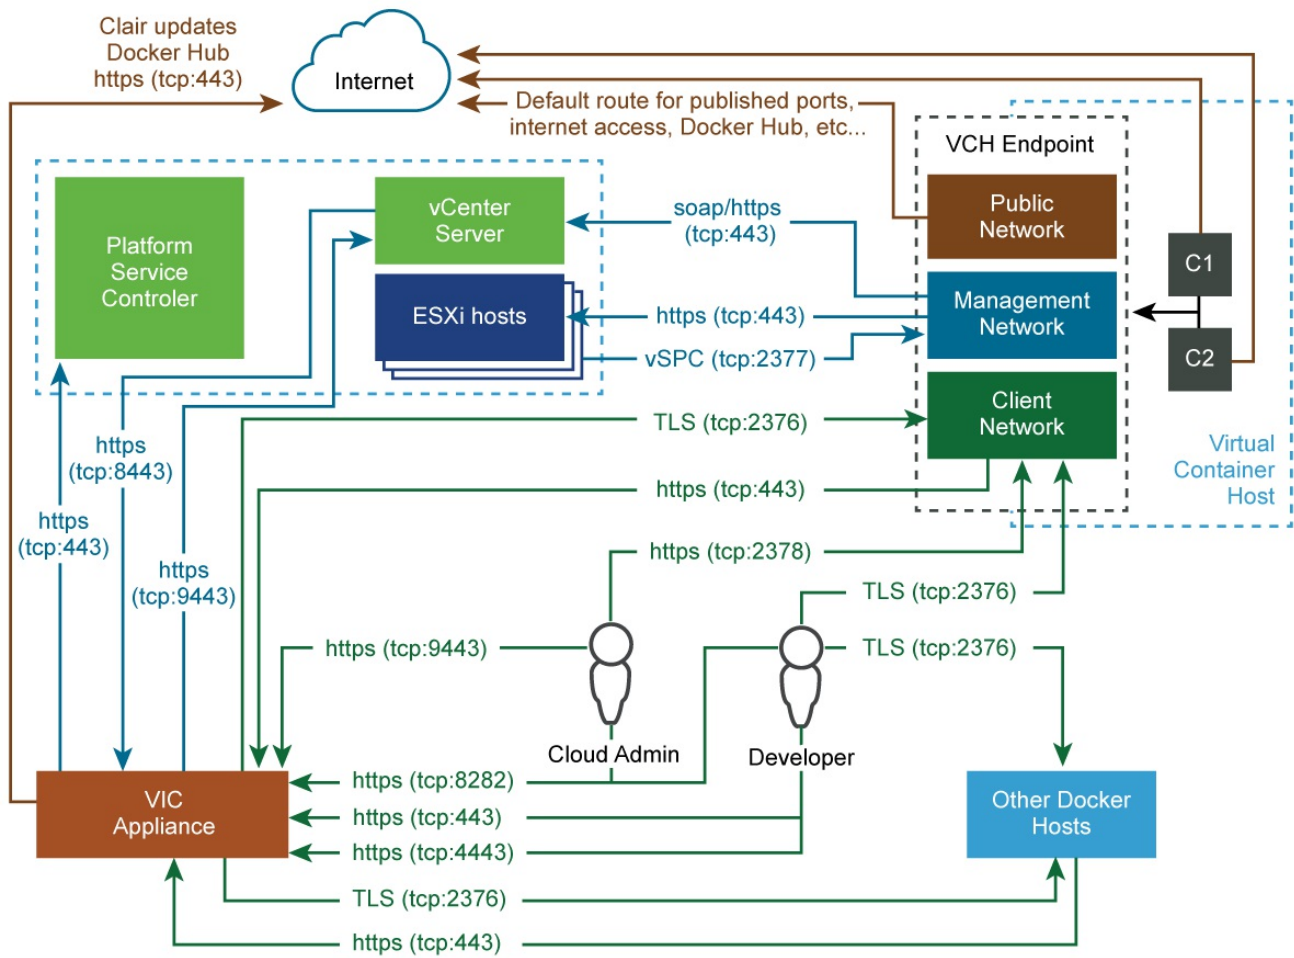 Clair updates
Docker Hub
https (tcp:443)
Internet
Default route for published ports,
internet access, Docker Hub, etc...
VCH Endpoint
Public
Network
Platform
Service
Controler
vCenter
Server
soap/https
(tcp:443)
C1
ESXi hosts
https (tcp:443)
Management
Network
vSPC (tcp:2377)
C2
Client
Network
TLS (tcp:2376)
https
(tcp:8443)
Virtual
Container
Host
https (tcp:443)
https
(tcp:443)
https (tcp:2378)
https
(tcp:9443)
TLS (tcp:2376)
https (tcp:9443)
TLS (tcp:2376)
Cloud Admin
Developer
https (tcp:8282)
VIC
Appliance
https (tcp:443)
https (tcp:4443)
Other Docker
Hosts
TLS (tcp:2376)
https (tcp:443)